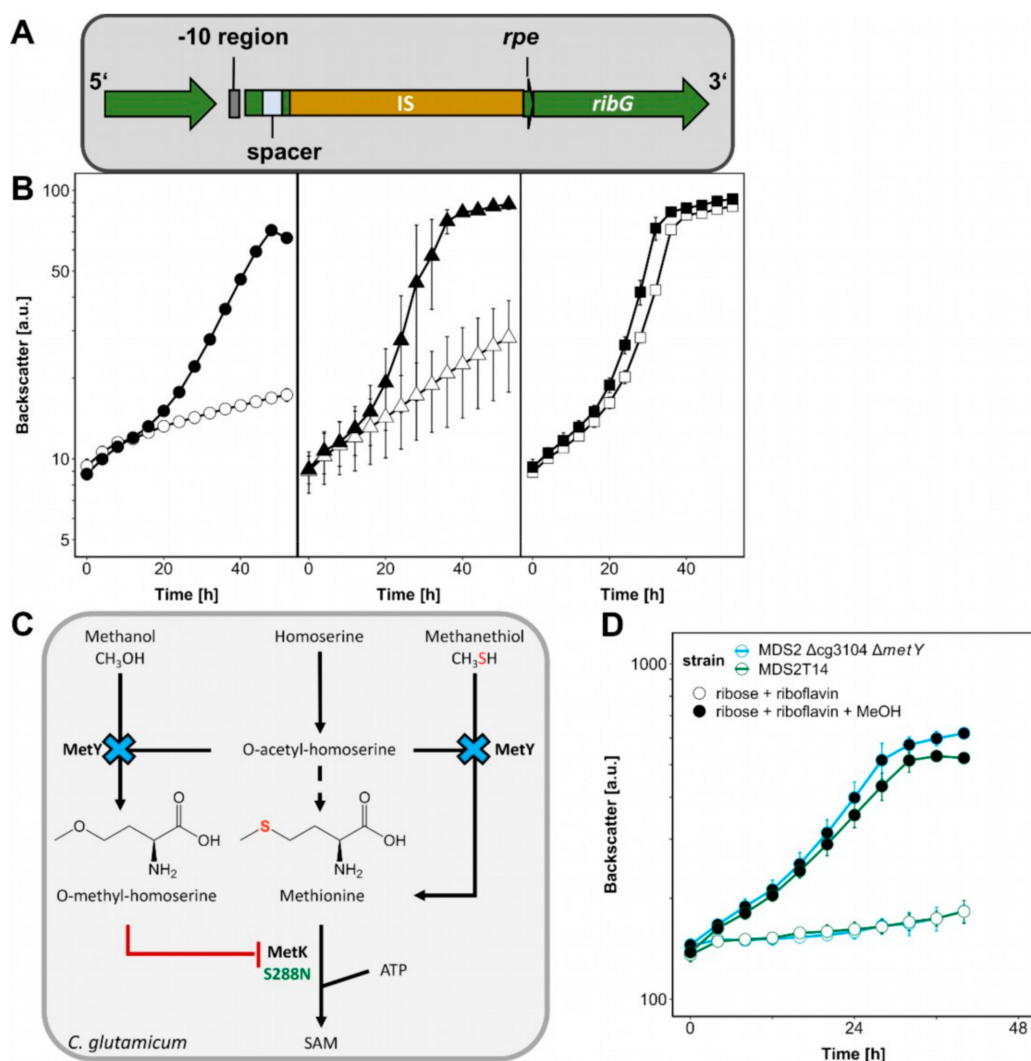 A
-10 region
rpe
5‘
3‘
IS
ribG
spacer
B
100
50
10
5
Backscatter [a.u.]
0 20 40
0 20 40
0 20 40
Time [h]
Time [h]
Time [h]
C
Methanol
CH₃OH
Homoserine
Methanethiol
CH₃SH
MetY
O-acetyl-homoserine
MetY
O
O
OH
NH₂
S
O
OH
NH₂
O-methyl-homoserine
Methionine
MetK
S288N
ATP
C. glutamicum
SAM
D
1000
100
Backscatter [a.u.]
strain
MDS2 Δcg3104 ΔmetY
MDS2T14
ribose + riboflavin
ribose + riboflavin + MeOH
0 24 48
Time [h]